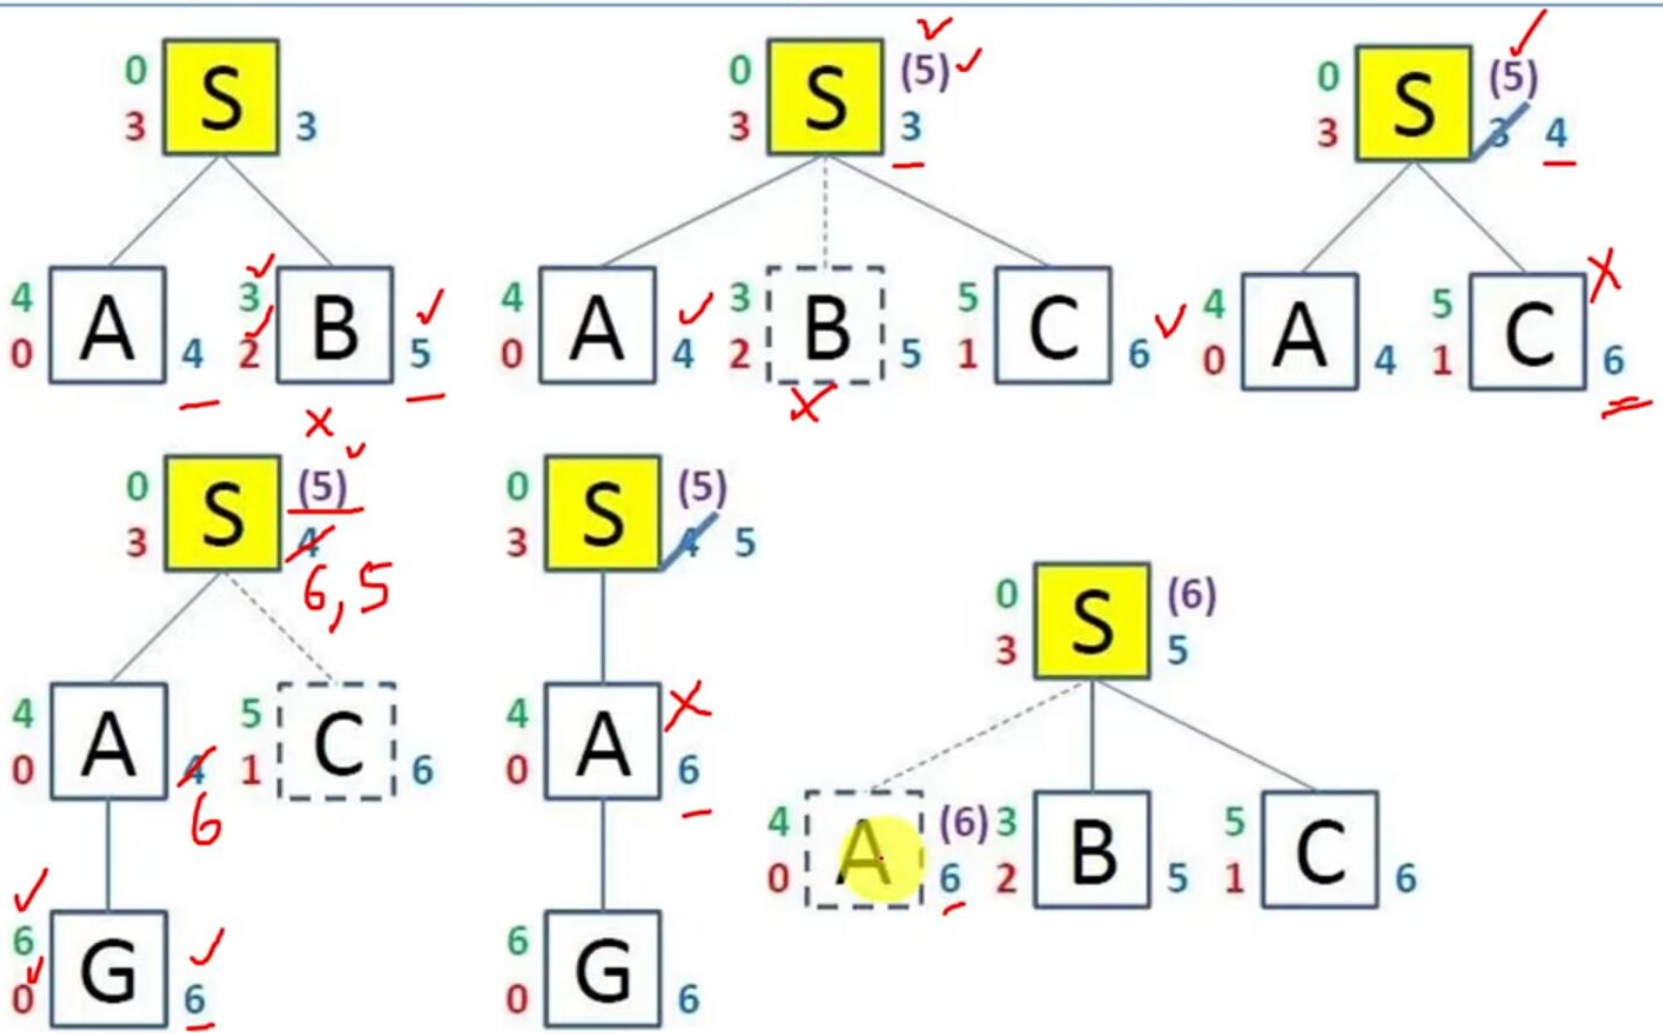 0 S 3 3
4 A 0 4
3 B 2 5
0 S (5) 3 3
4 A 0 4
3 B 2 5
5 C 1 6
0 S (5) 3 3 4
4 A 0 4
5 C 1 6
0 S (5) 3 4
6, 5
4 A 0 4
6
5 C 1 6
6 G 0 6
0 S (5) 3 4 5
4 A 0 6
6 G 0 6
0 S (6) 3 5
4 A (6) 0 6
3 B 2 5
5 C 1 6